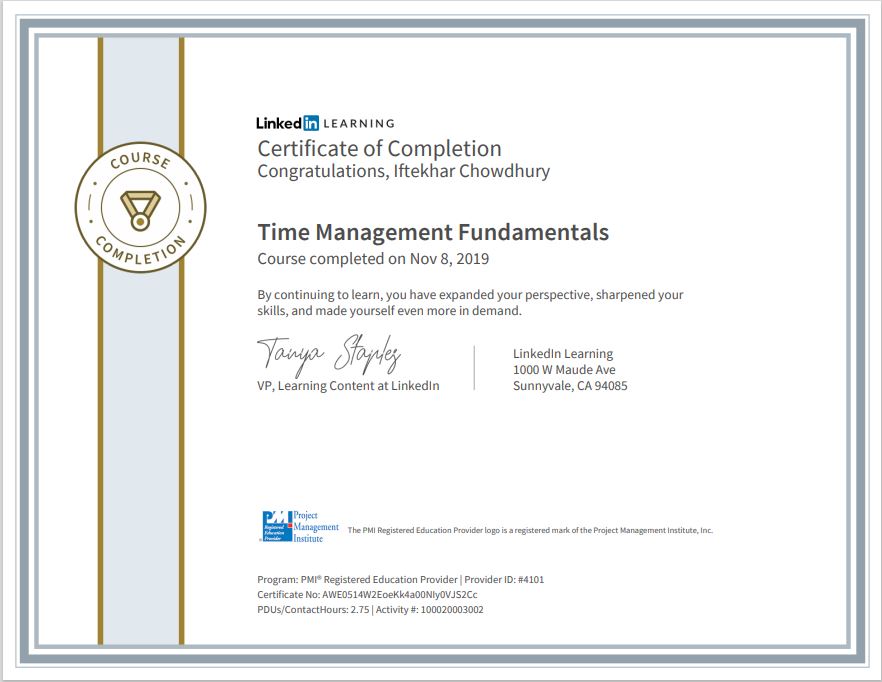 COURSE
COMPLETION
Linked in LEARNING
Certificate of Completion
Congratulations, Iftekhar Chowdhury
Time Management Fundamentals
Course completed on Nov 8, 2019
By continuing to learn, you have expanded your perspective, sharpened your
skills, and made yourself even more in demand.
Tanya Staples
VP, Learning Content at LinkedIn
LinkedIn Learning
1000 W Maude Ave
Sunnyvale, CA 94085
PMI
Registered
Education
Provider
Project
Management
Institute
The PMI Registered Education Provider logo is a registered mark of the Project Management Institute, Inc.
Program: PMI® Registered Education Provider | Provider ID: #4101
Certificate No: AWE0514W2EoeKk4a00NIy0VJS2Cc
PDUs/ContactHours: 2.75 | Activity #: 100020003002